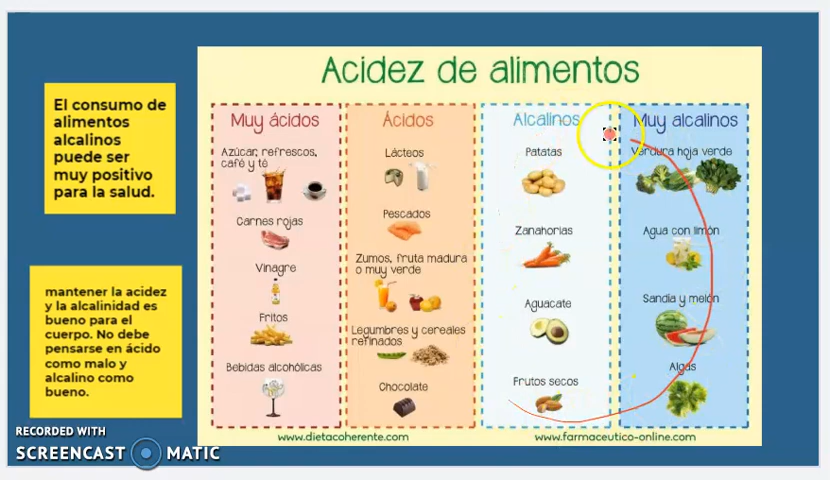 Acidez de alimentos
El consumo de
alimentos
alcalinos
puede ser
muy positivo
para la salud.
mantener la acidez
y la alcalinidad es
bueno para el
cuerpo. No debe
pensarse en ácido
como malo y
alcalino como
bueno.
Muy ácidos
Azúcar, refrescos,
café y té
Carnes rojas
Vinagre
Fritos
Bebidas alcohólicas
Ácidos
Lácteos
Pescados
Zumos, fruta madura
o muy verde
Legumbres y cereales
refinados
Chocolate
Alcalinos
Patatas
Zanahorias
Aguacate
Frutos secos
Muy alcalinos
Verdura hoja verde
Agua con limón
Sandía y melón
Algas
www.dietacoherente.com
www.farmaceutico-online.com
RECORDED WITH
SCREENCAST MATIC